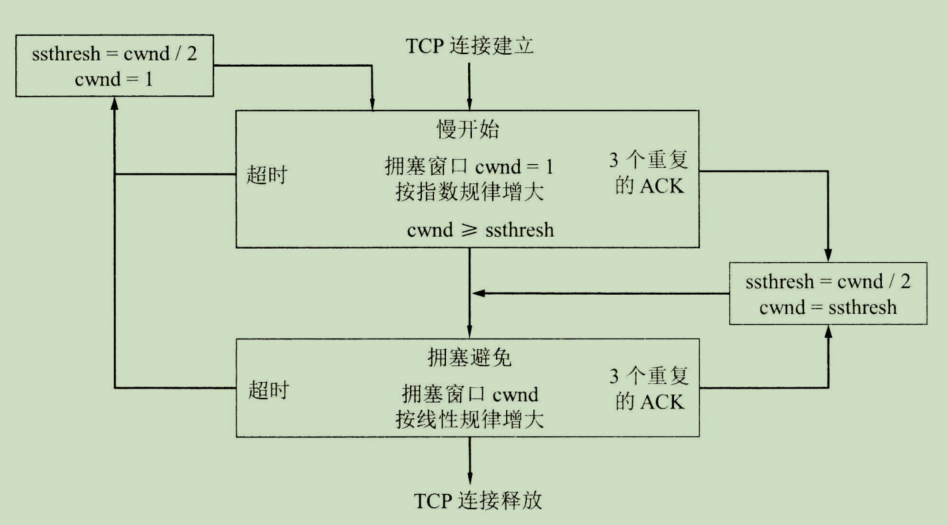 TCP 连接建立
ssthresh = cwnd / 2
cwnd = 1
慢开始
超时
拥塞窗口 cwnd = 1
按指数规律增大
3 个重复
的 ACK
cwnd ⩾ ssthresh
ssthresh = cwnd / 2
cwnd = ssthresh
拥塞避免
超时
拥塞窗口 cwnd
按线性规律增大
3 个重复
的 ACK
TCP 连接释放